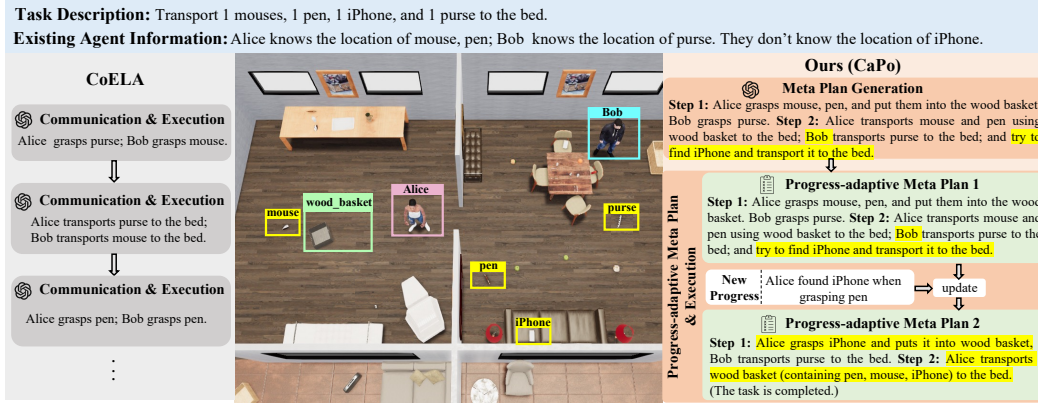 Task Description: Transport 1 mouses, 1 pen, 1 iPhone, and 1 purse to the bed.
Existing Agent Information: Alice knows the location of mouse, pen; Bob knows the location of purse. They don't know the location of iPhone.
CoELA
Communication & Execution
Alice grasps purse; Bob grasps mouse.
Communication & Execution
Alice transports purse to the bed;
Bob transports mouse to the bed.
Communication & Execution
Alice grasps pen; Bob grasps pen.
Bob
Alice
wood_basket
mouse
purse
pen
iPhone
Ours (CaPo)
Meta Plan Generation
Step 1: Alice grasps mouse, pen, and put them into the wood basket.
Bob grasps purse. Step 2: Alice transports mouse and pen using
wood basket to the bed; Bob transports purse to the bed; and try to
find iPhone and transport it to the bed.
Progress-adaptive Meta Plan
& Execution
Progress-adaptive Meta Plan 1
Step 1: Alice grasps mouse, pen, and put them into the wood
basket. Bob grasps purse. Step 2: Alice transports mouse and
pen using wood basket to the bed; Bob transports purse to the
bed; and try to find iPhone and transport it to the bed.
New
Progress
Alice found iPhone when
grasping pen
update
Progress-adaptive Meta Plan 2
Step 1: Alice grasps iPhone and puts it into wood basket,
Bob transports purse to the bed. Step 2: Alice transports
wood basket (containing pen, mouse, iPhone) to the bed.
(The task is completed.)